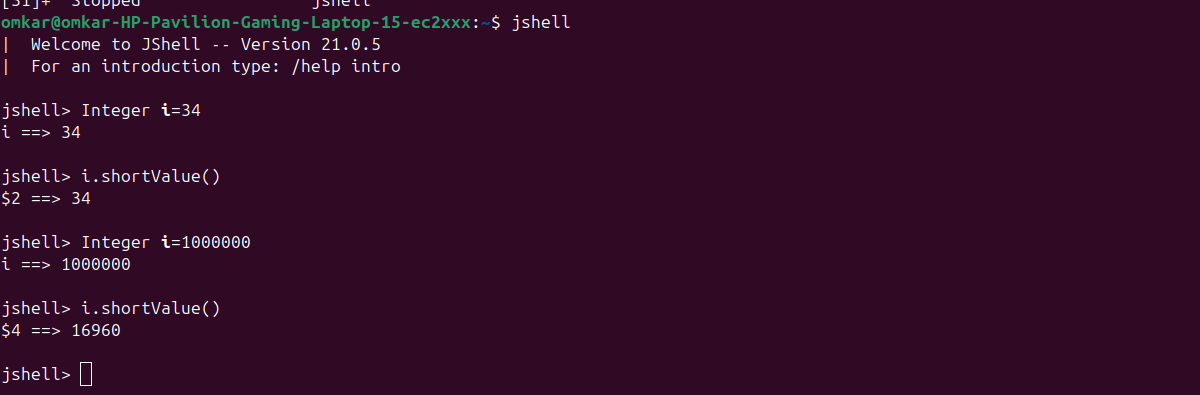 [31]+  Stopped                 jshell
omkar@omkar-HP-Pavilion-Gaming-Laptop-15-ec2xxx:~$ jshell
|  Welcome to JShell -- Version 21.0.5
|  For an introduction type: /help intro
jshell> Integer i=34
i ==> 34
jshell> i.shortValue()
$2 ==> 34
jshell> Integer i=1000000
i ==> 1000000
jshell> i.shortValue()
$4 ==> 16960
jshell>